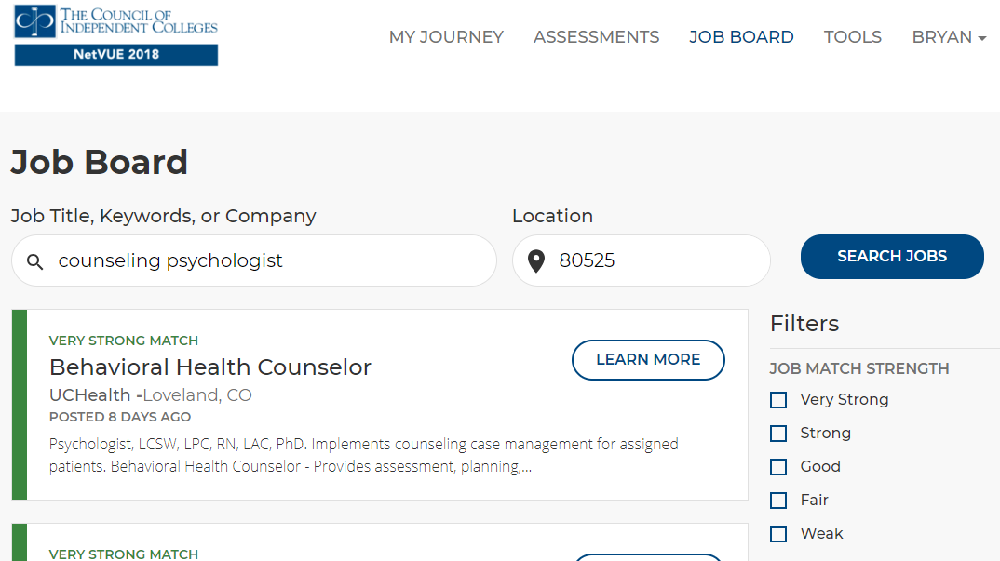 THE COUNCIL OF
INDEPENDENT COLLEGES
NetVUE 2018
MY JOURNEY ASSESSMENTS JOB BOARD TOOLS BRYAN
Job Board
Job Title, Keywords, or Company
counseling psychologist
Location
80525
SEARCH JOBS
VERY STRONG MATCH
Behavioral Health Counselor
UCHealth -Loveland, CO
POSTED 8 DAYS AGO
Psychologist, LCSW, LPC, RN, LAC, PhD. Implements counseling case management for assigned
patients. Behavioral Health Counselor - Provides assessment, planning,...
LEARN MORE
VERY STRONG MATCH
Filters
JOB MATCH STRENGTH
Very Strong
Strong
Good
Fair
Weak